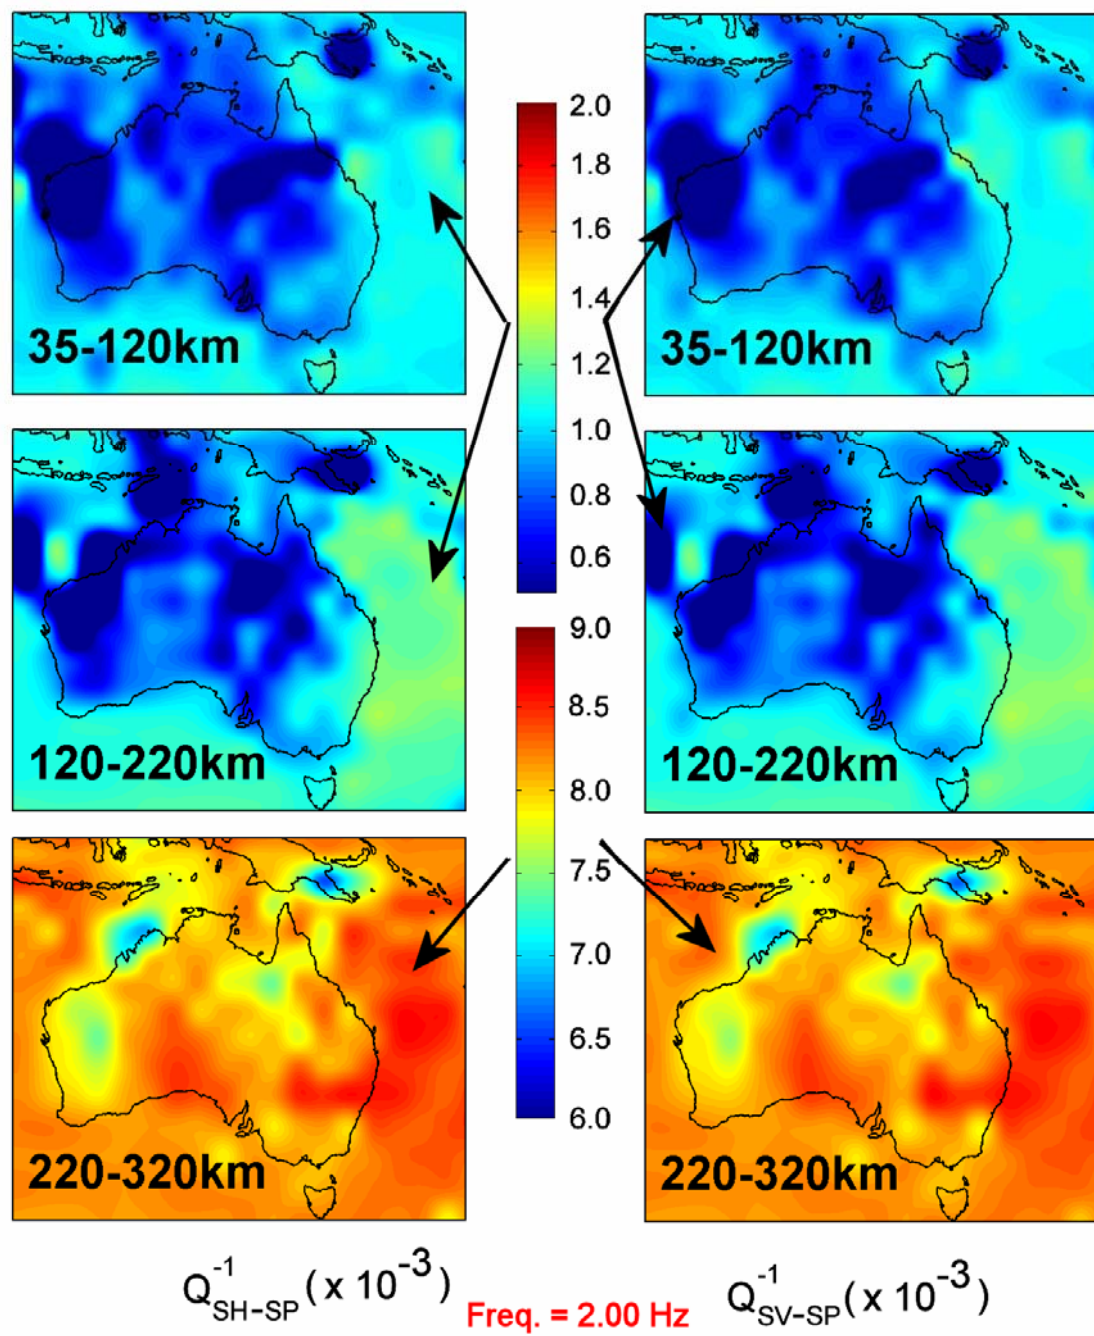 35-120km
2.0
1.8
1.6
1.4
1.2
1.0
0.8
0.6
35-120km
120-220km
120-220km
9.0
8.5
8.0
7.5
7.0
6.5
6.0
220-320km
220-320km
Q⁻¹SH-SP (x 10⁻³)
Freq. = 2.00 Hz
Q⁻¹SV-SP (x 10⁻³)